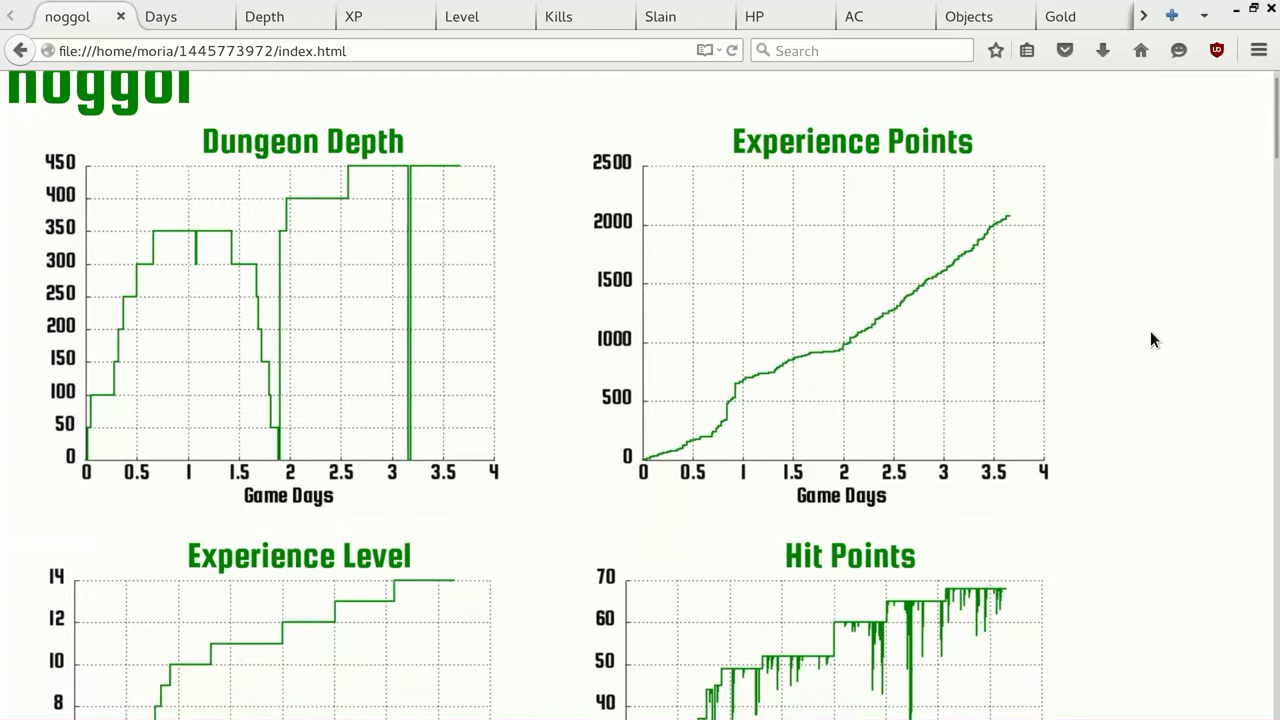 noggol Days Depth XP Level Kills Slain HP AC Objects Gold
file:///home/moria/1445773972/index.html Search
noggol
Dungeon Depth
450
400
350
300
250
200
150
100
50
0
0 0.5 1 1.5 2 2.5 3 3.5 4
Game Days
Experience Points
2500
2000
1500
1000
500
0
0 0.5 1 1.5 2 2.5 3 3.5 4
Game Days
Experience Level
14
12
10
8
Hit Points
70
60
50
40